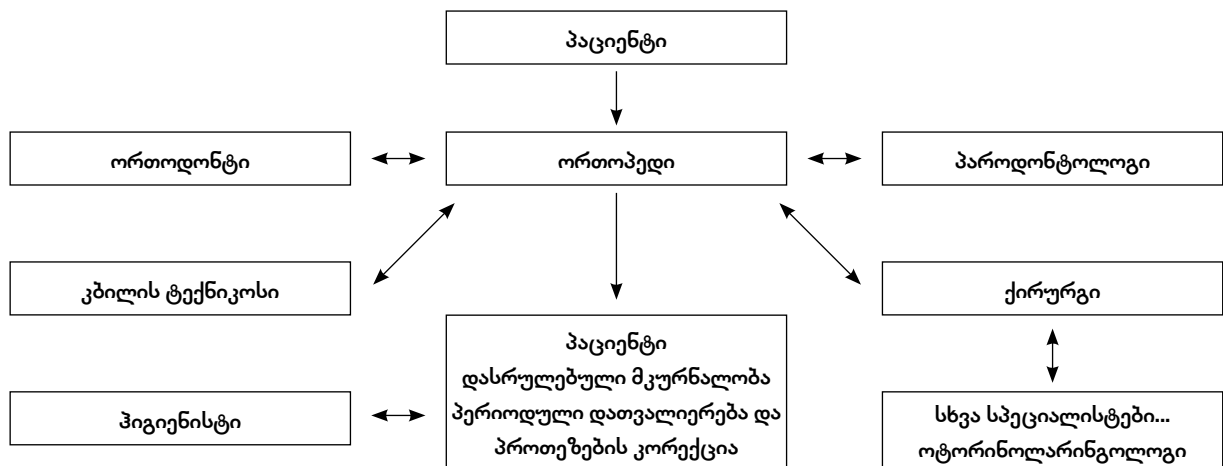 პაციენტი
ორთოდონტი
ორთოპედი
პაროდონტოლოგი
კბილის ტექნიკოსი
ქირურგი
პაციენტი
დასრულებული მკურნალობა
პერიოდული დათვალიერება და
პროთეზების კორექცია
ჰიგიენისტი
სხვა სპეციალისტები...
ოტორინოლარინგოლოგი